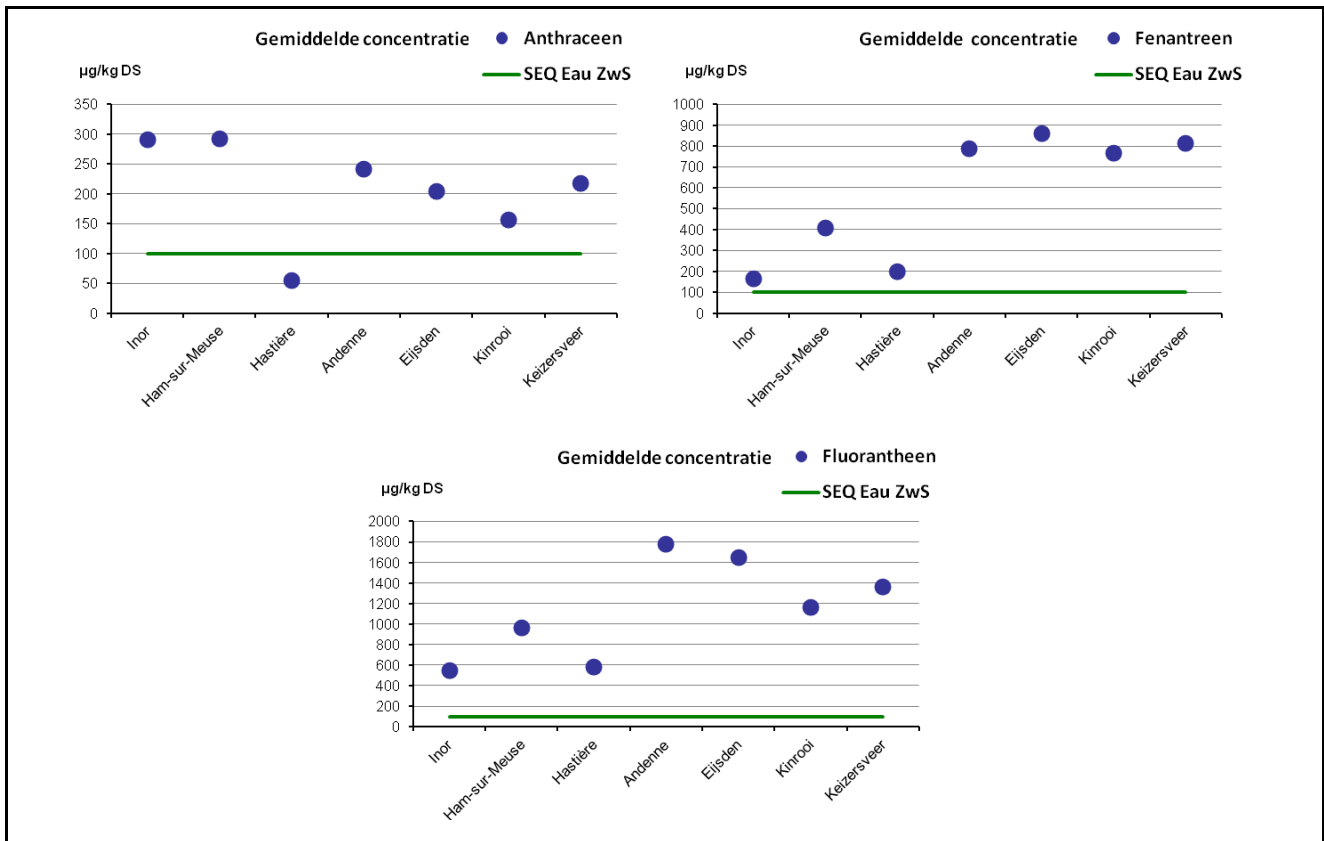 Gemiddelde concentratie Anthraceen
µg/kg DS
SEQ Eau ZwS
350
300
250
200
150
100
50
0
Inor
Ham-sur-Meuse
Hastière
Andenne
Eijsden
Kinrooi
Keizersveer
Gemiddelde concentratie Fenantreen
µg/kg DS
SEQ Eau ZwS
1000
900
800
700
600
500
400
300
200
100
0
Inor
Ham-sur-Meuse
Hastière
Andenne
Eijsden
Kinrooi
Keizersveer
Gemiddelde concentratie Fluorantheen
µg/kg DS
SEQ Eau ZwS
2000
1800
1600
1400
1200
1000
800
600
400
200
0
Inor
Ham-sur-Meuse
Hastière
Andenne
Eijsden
Kinrooi
Keizersveer